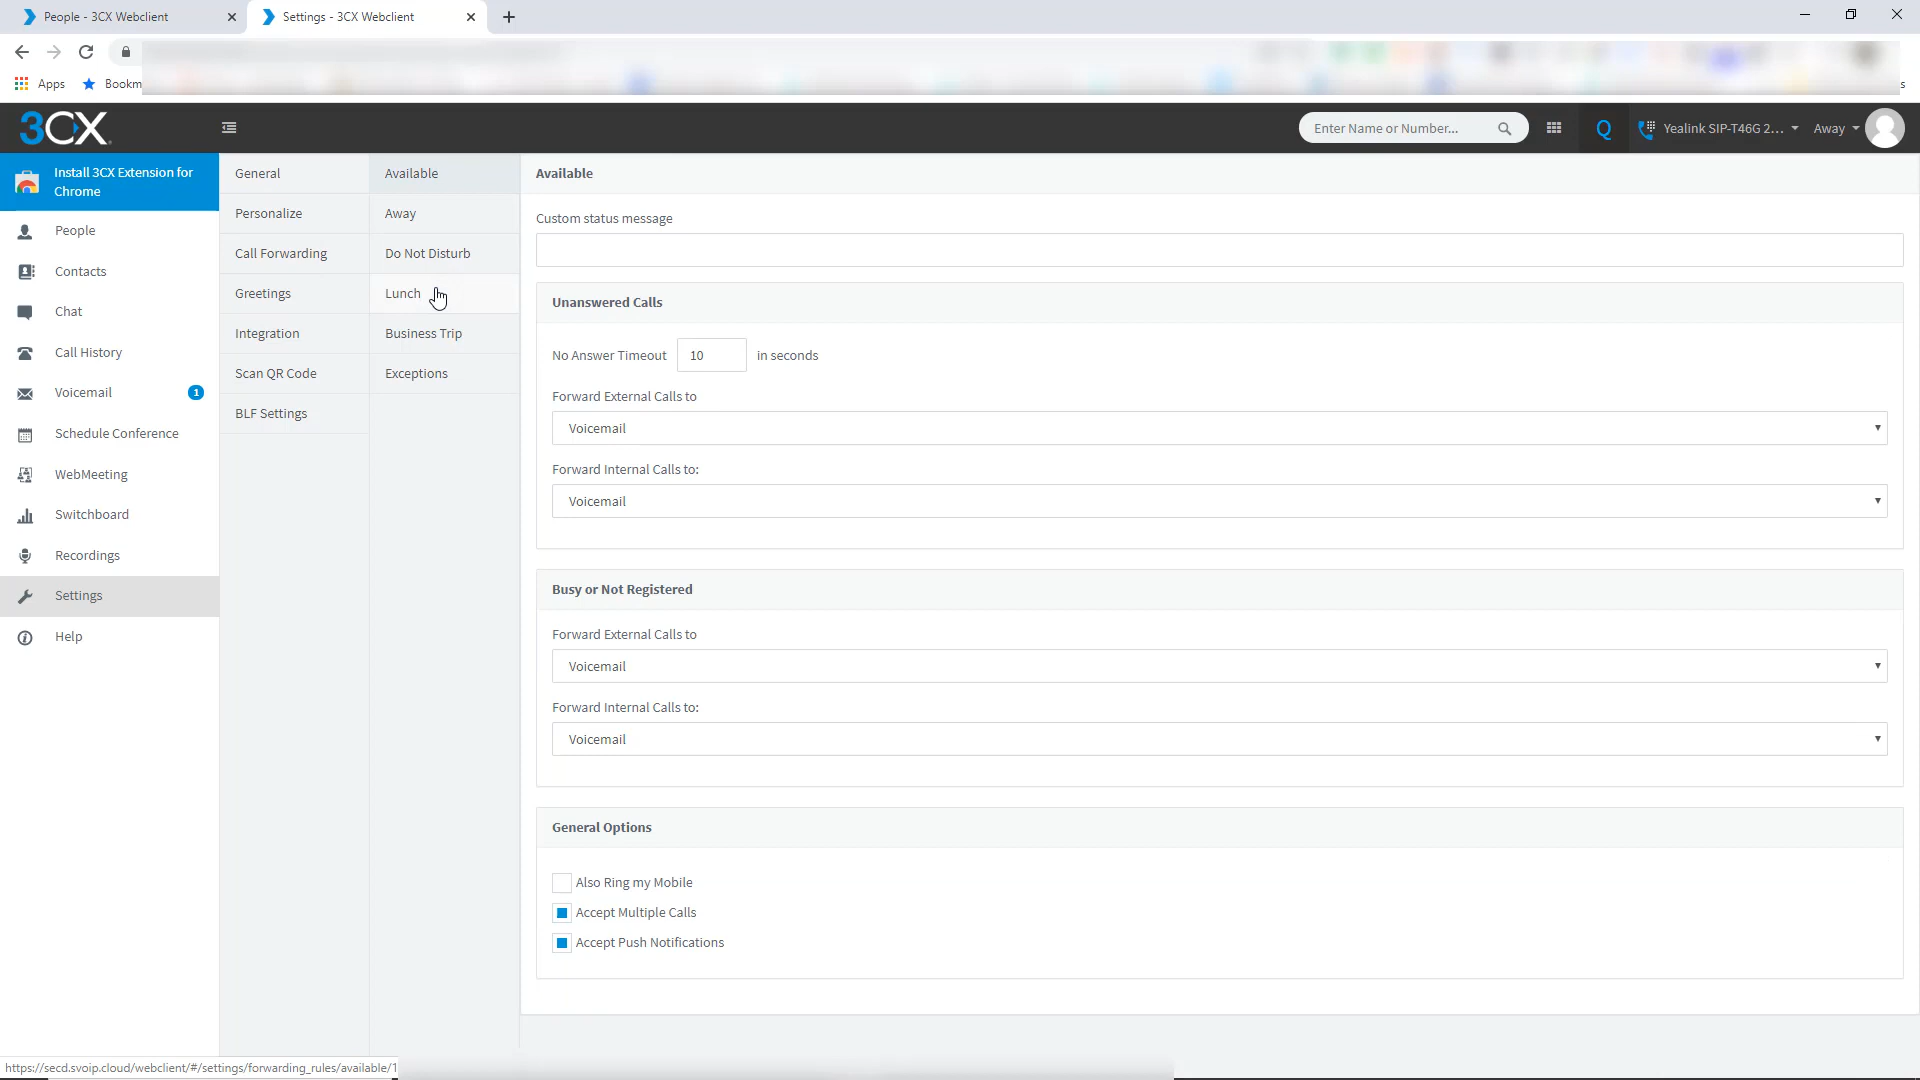 People - 3CX Webclient
Settings - 3CX Webclient
Apps
Bookm
s
3CX
Enter Name or Number...
Q
Yealink SIP-T46G 2...
Away
Install 3CX Extension for
Chrome
People
Contacts
Chat
Call History
Voicemail
1
Schedule Conference
WebMeeting
Switchboard
Recordings
Settings
Help
General
Personalize
Call Forwarding
Greetings
Integration
Scan QR Code
BLF Settings
Available
Away
Do Not Disturb
Lunch
Business Trip
Exceptions
Available
Custom status message
Unanswered Calls
No Answer Timeout 10 in seconds
Forward External Calls to
Voicemail
Forward Internal Calls to:
Voicemail
Busy or Not Registered
Forward External Calls to
Voicemail
Forward Internal Calls to:
Voicemail
General Options
Also Ring my Mobile
Accept Multiple Calls
Accept Push Notifications
https://secd.svoip.cloud/webclient/#/settings/forwarding_rules/available/1